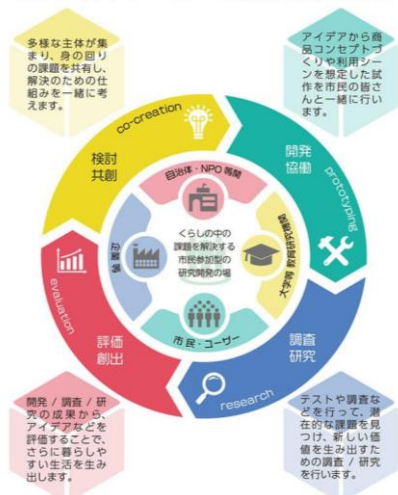 多様な主体が集
まり、身の回り
の課題を共有し、
解決のための仕
組みを一緒に考
えます。
アイデアから商
品コンセプトづ
くりや利用シー
ンを想定した試
作を市民の皆さ
んと一緒に行い
ます。
co-creation
検討
共創
開発
協働
prototyping
自治体・NPO 等機関
企業等
くらしの中の
課題を解決する
市民参加型の
研究開発の場
大学等 教育研究機関
市民・ユーザー
evaluation
評価
創出
調査
研究
research
開発 / 調査 / 研
究の成果から、
アイデアなどを
評価することで、
さらに暮らしや
すい生活を生み
出します。
テストや調査な
どを行って、潜
在的な課題を見
つけ、新しい価
値を生み出すた
めの調査 / 研究
を行います。